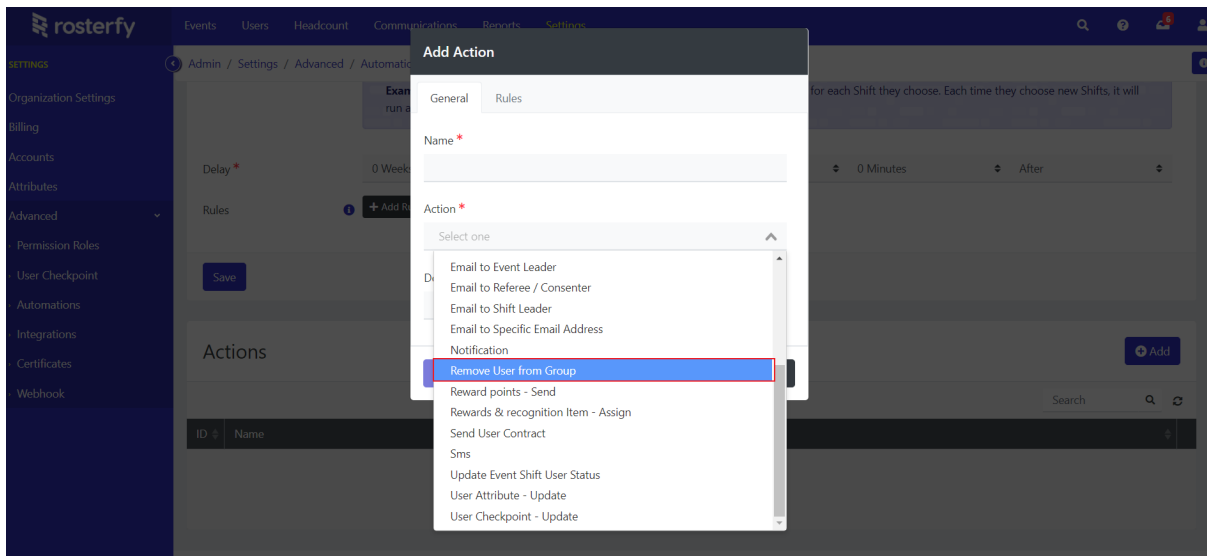 rosterfy
Events Users Headcount Communications Reports Settings
6
SETTINGS
Admin / Settings / Advanced /
Organization Settings
Billing
Accounts
Attributes
Advanced
Permission Roles
User Checkpoint
Automations
Integrations
Certificates
Webhook
for each Shift they choose. Each time they choose new Shifts, it will
run
Delay *
0 Minutes
After
Rules
Save
Actions
Add
Search
ID Name
Add Action
General Rules
Name *
Action *
Select one
Email to Event Leader
Email to Referee / Consenter
Email to Shift Leader
Email to Specific Email Address
Notification
Remove User from Group
Reward points - Send
Rewards & recognition Item - Assign
Send User Contract
Sms
Update Event Shift User Status
User Attribute - Update
User Checkpoint - Update